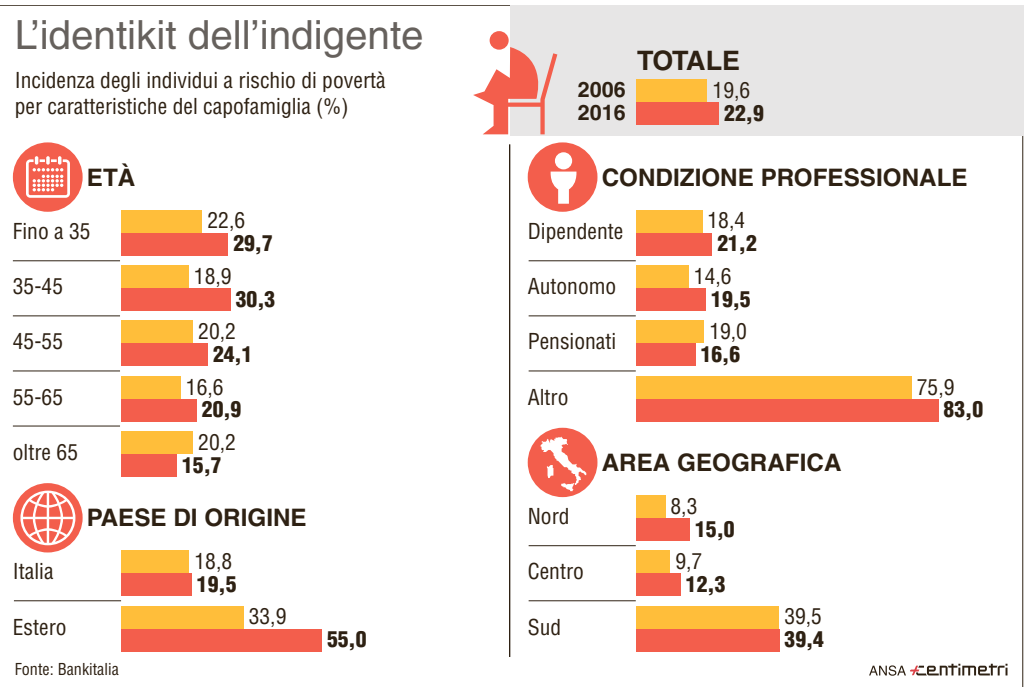 L'identikit dell'indigente
Incidenza degli individui a rischio di povertà
per caratteristiche del capofamiglia (%)
TOTALE
2006 19,6
2016 22,9
ETÀ
Fino a 35 22,6
29,7
35-45 18,9
30,3
45-55 20,2
24,1
55-65 16,6
20,9
oltre 65 20,2
15,7
PAESE DI ORIGINE
Italia 18,8
19,5
Estero 33,9
55,0
CONDIZIONE PROFESSIONALE
Dipendente 18,4
21,2
Autonomo 14,6
19,5
Pensionati 19,0
16,6
Altro 75,9
83,0
AREA GEOGRAFICA
Nord 8,3
15,0
Centro 9,7
12,3
Sud 39,5
39,4
Fonte: Bankitalia
ANSA centimetri